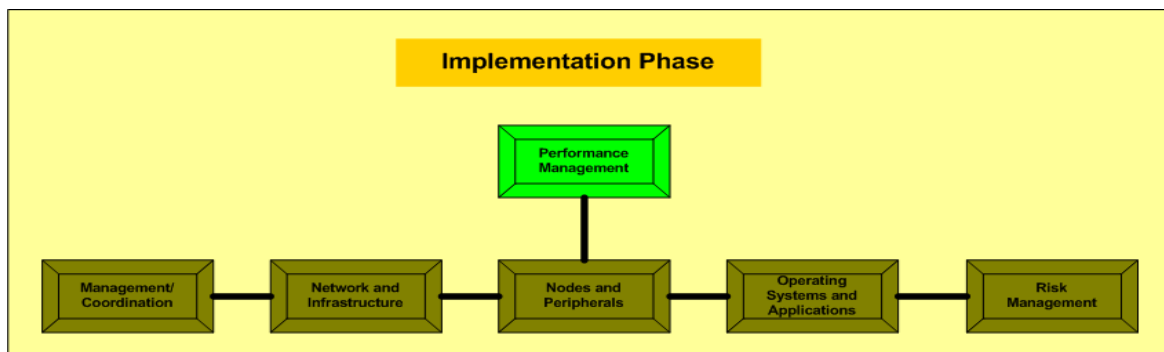 Implementation Phase
Performance
Management
Management/
Coordination
Network and
Infrastructure
Nodes and
Peripherals
Operating
Systems and
Applications
Risk
Management